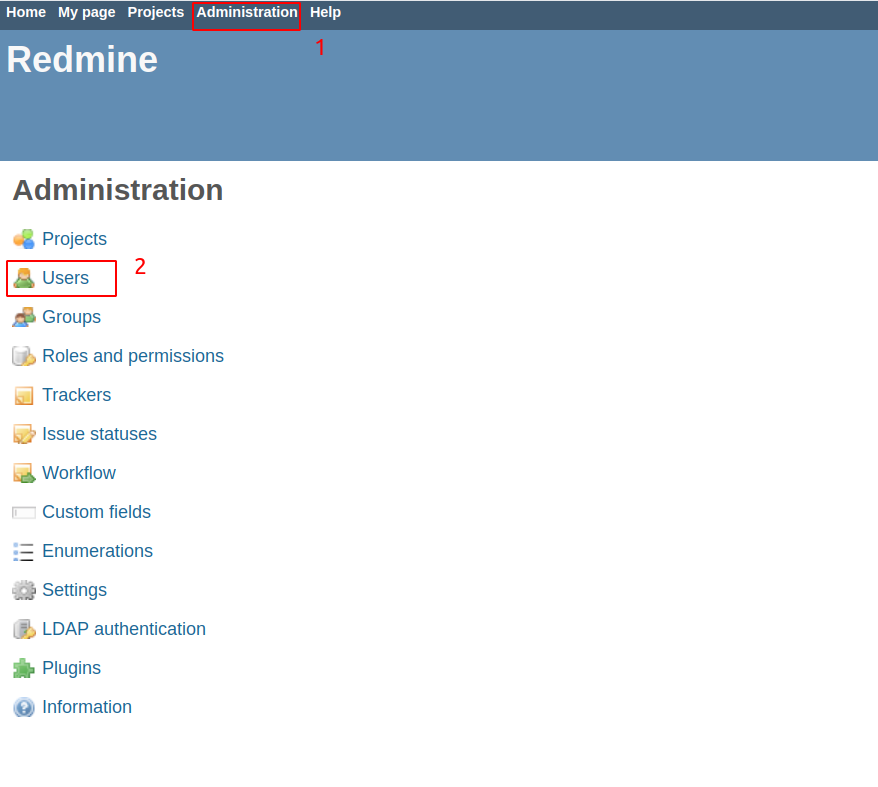 Home My page Projects Administration Help
1
Redmine
Administration
Projects
Users 2
Groups
Roles and permissions
Trackers
Issue statuses
Workflow
Custom fields
Enumerations
Settings
LDAP authentication
Plugins
Information